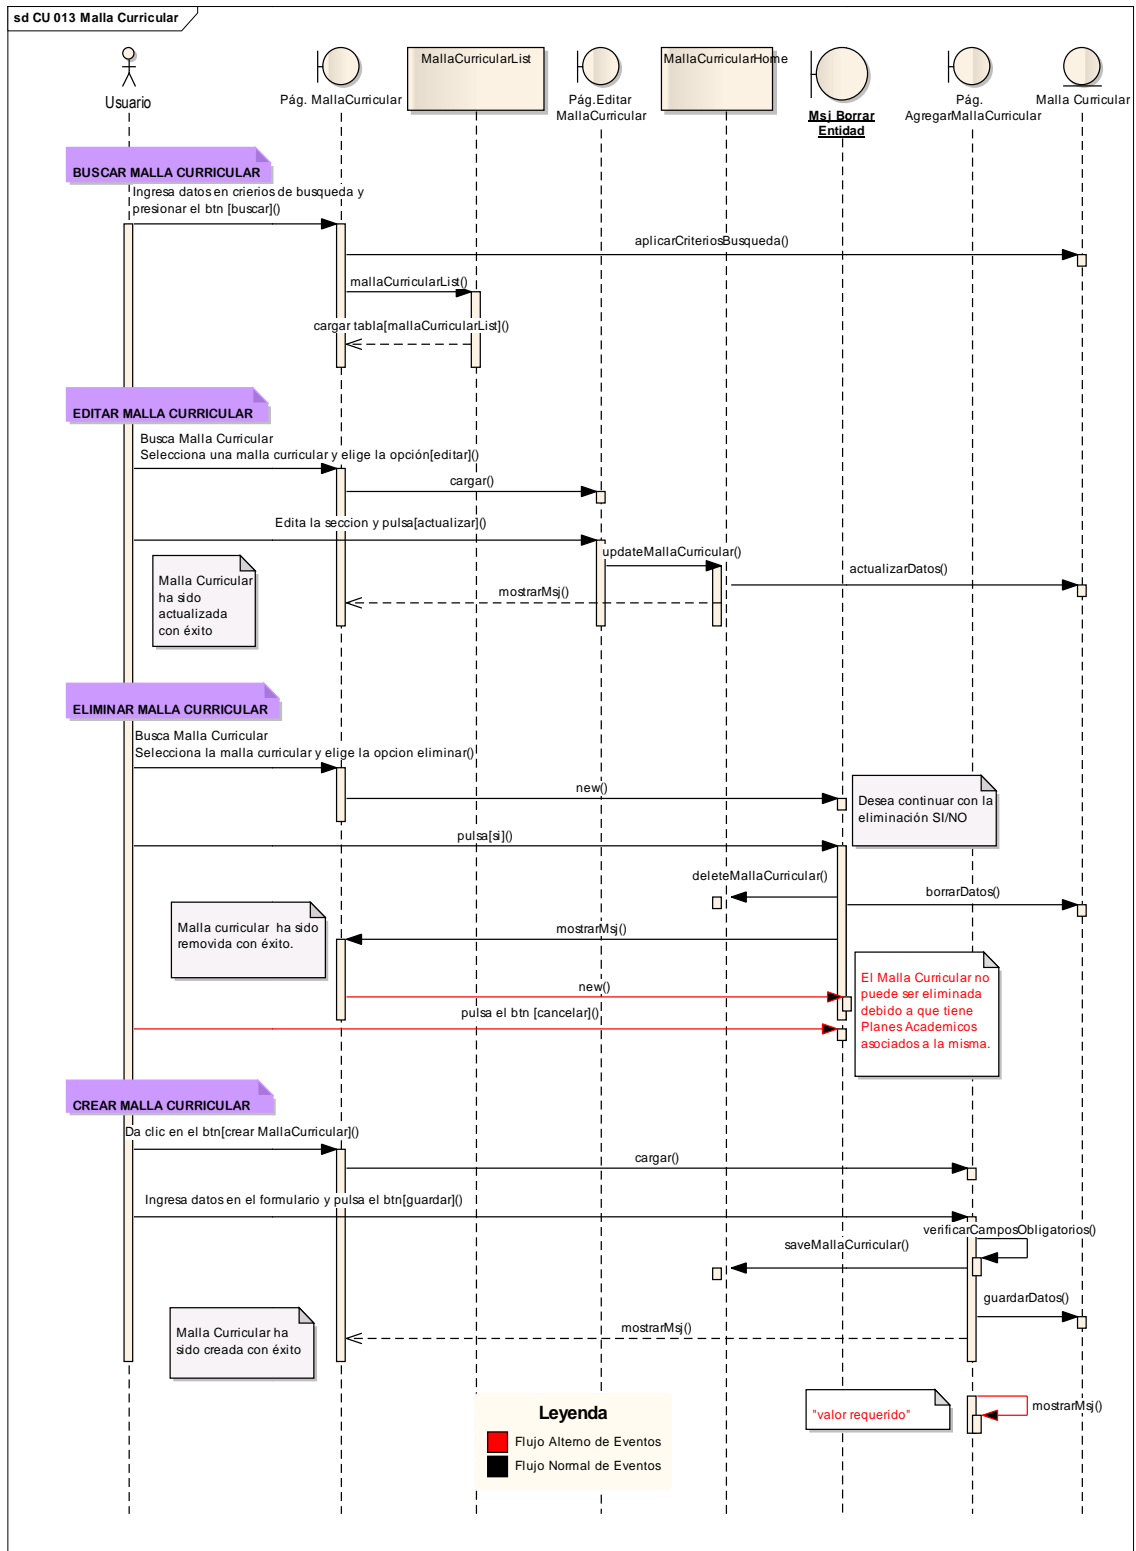 sd CU 013 Malla Curricular
Usuario
Pág. MallaCurricular
MallaCurricularList
Pág.Editar
MallaCurricular
MallaCurricularHome
Msj Borrar
Entidad
Pág.
AgregarMallaCurricular
Malla Curricular
BUSCAR MALLA CURRICULAR
Ingresa datos en crierios de busqueda y
presionar el btn [buscar]()
aplicarCriteriosBusqueda()
mallaCurricularList()
cargar tabla[mallaCurricularList]()
EDITAR MALLA CURRICULAR
Busca Malla Curricular
Selecciona una malla curricular y elige la opción[editar]()
cargar()
Edita la seccion y pulsa[actualizar]()
updateMallaCurricular()
actualizarDatos()
mostrarMsj()
Malla Curricular
ha sido
actualizada
con éxito
ELIMINAR MALLA CURRICULAR
Busca Malla Curricular
Selecciona la malla curricular y elige la opcion eliminar()
new()
Desea continuar con la
eliminación SI/NO
pulsa[si]()
deleteMallaCurricular()
borrarDatos()
Malla curricular  ha sido
removida con éxito.
mostrarMsj()
El Malla Curricular no
puede ser eliminada
debido a que tiene
Planes Academicos
asociados a la misma.
new()
pulsa el btn [cancelar]()
CREAR MALLA CURRICULAR
Da clic en el btn[crear MallaCurricular]()
cargar()
Ingresa datos en el formulario y pulsa el btn[guardar]()
verificarCamposObligatorios()
saveMallaCurricular()
guardarDatos()
Malla Curricular ha
sido creada con éxito
mostrarMsj()
"valor requerido"
mostrarMsj()
Leyenda
Flujo Alterno de Eventos
Flujo Normal de Eventos